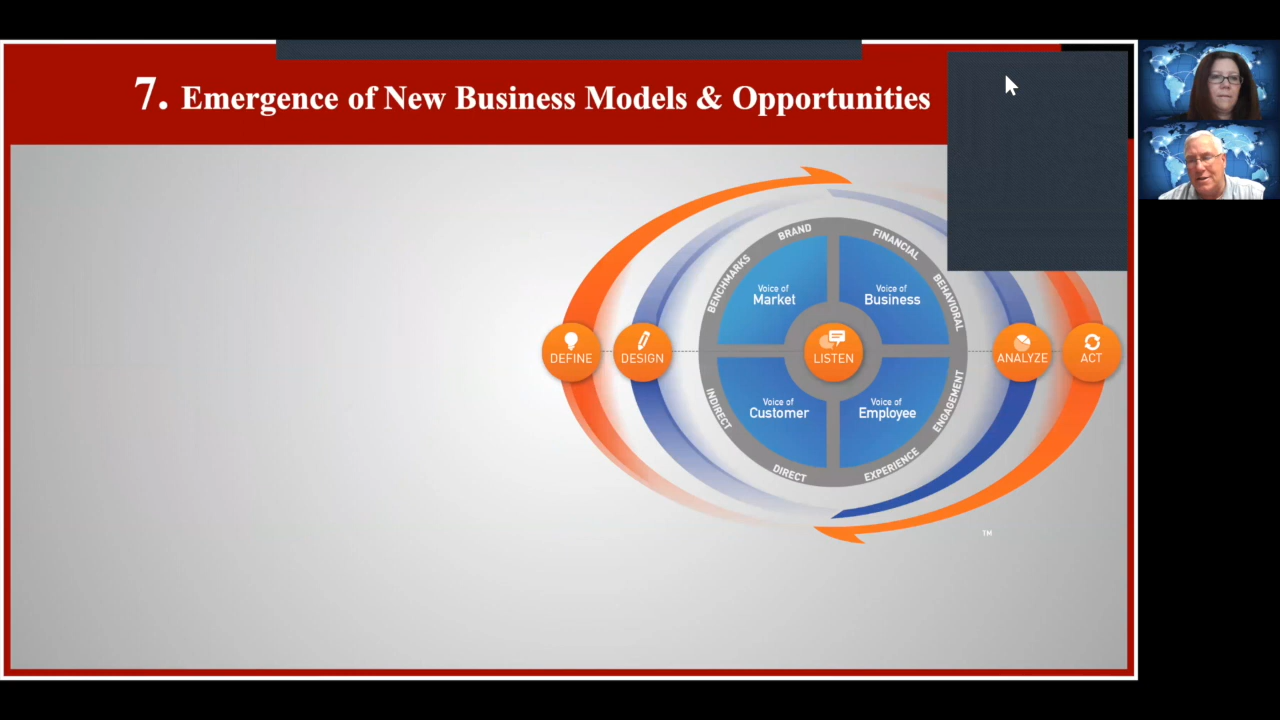 7. Emergence of New Business Models & Opportunities
BRAND
FINANCIAL
BENCHMARKS
BEHAVIORAL
Voice of
Market
Voice of
Business
DEFINE
DESIGN
LISTEN
ANALYZE
ACT
Voice of
Customer
Voice of
Employee
INDIRECT
ENGAGEMENT
DIRECT
EXPERIENCE
TM